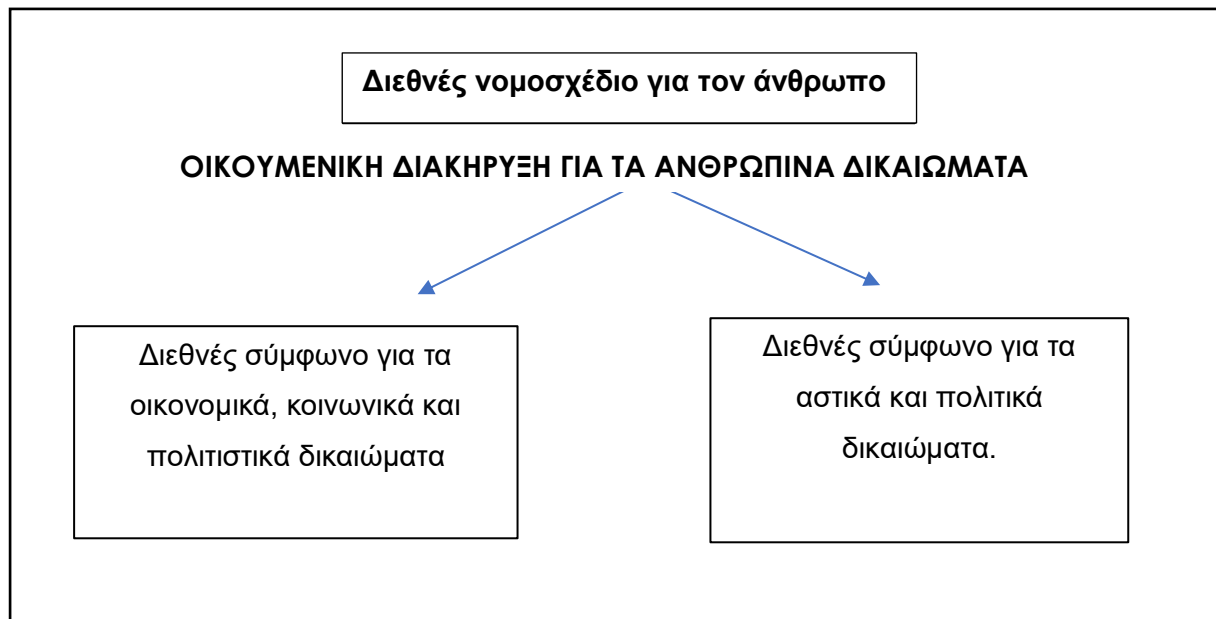 Διεθνές νομοσχέδιο για τον άνθρωπο
ΟΙΚΟΥΜΕΝΙΚΗ ΔΙΑΚΗΡΥΞΗ ΓΙΑ ΤΑ ΑΝΘΡΩΠΙΝΑ ΔΙΚΑΙΩΜΑΤΑ
Διεθνές σύμφωνο για τα
οικονομικά, κοινωνικά και
πολιτιστικά δικαιώματα
Διεθνές σύμφωνο για τα
αστικά και πολιτικά
δικαιώματα.